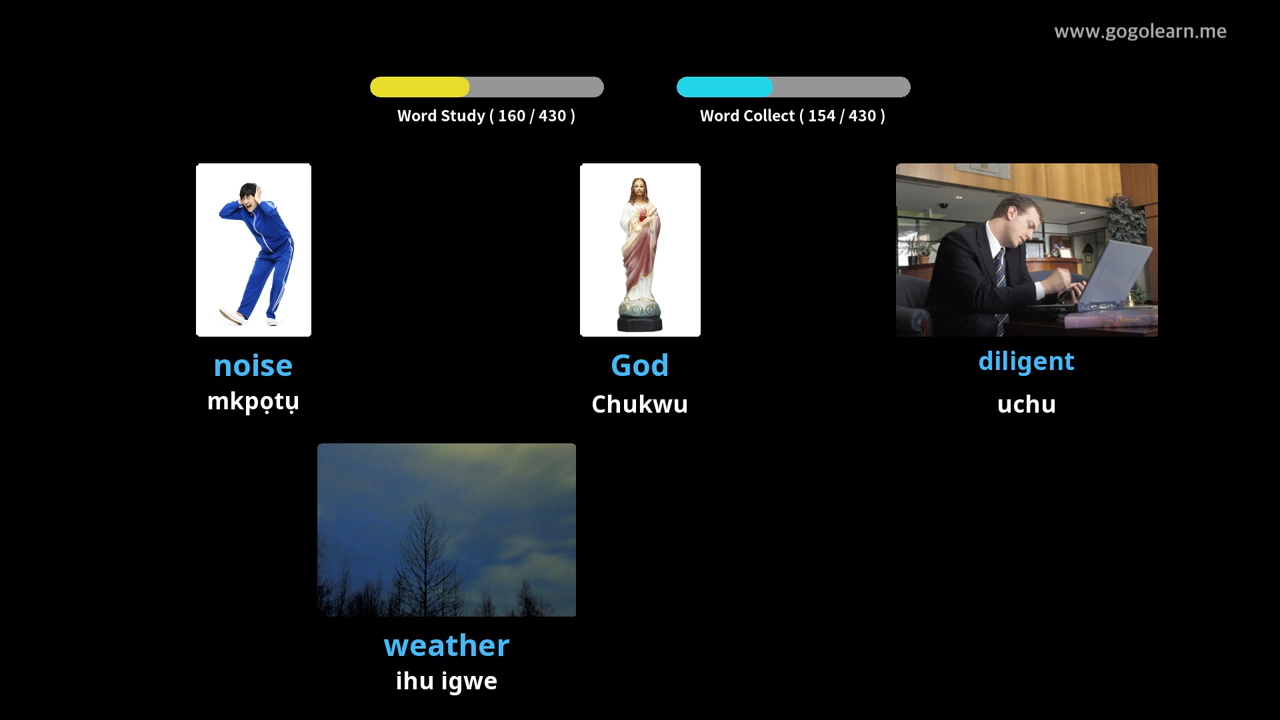 www.gogolearn.me
Word Study ( 160 / 430 )
Word Collect ( 154 / 430 )
noise
mkpọtụ
God
Chukwu
diligent
uchu
weather
ihu igwe